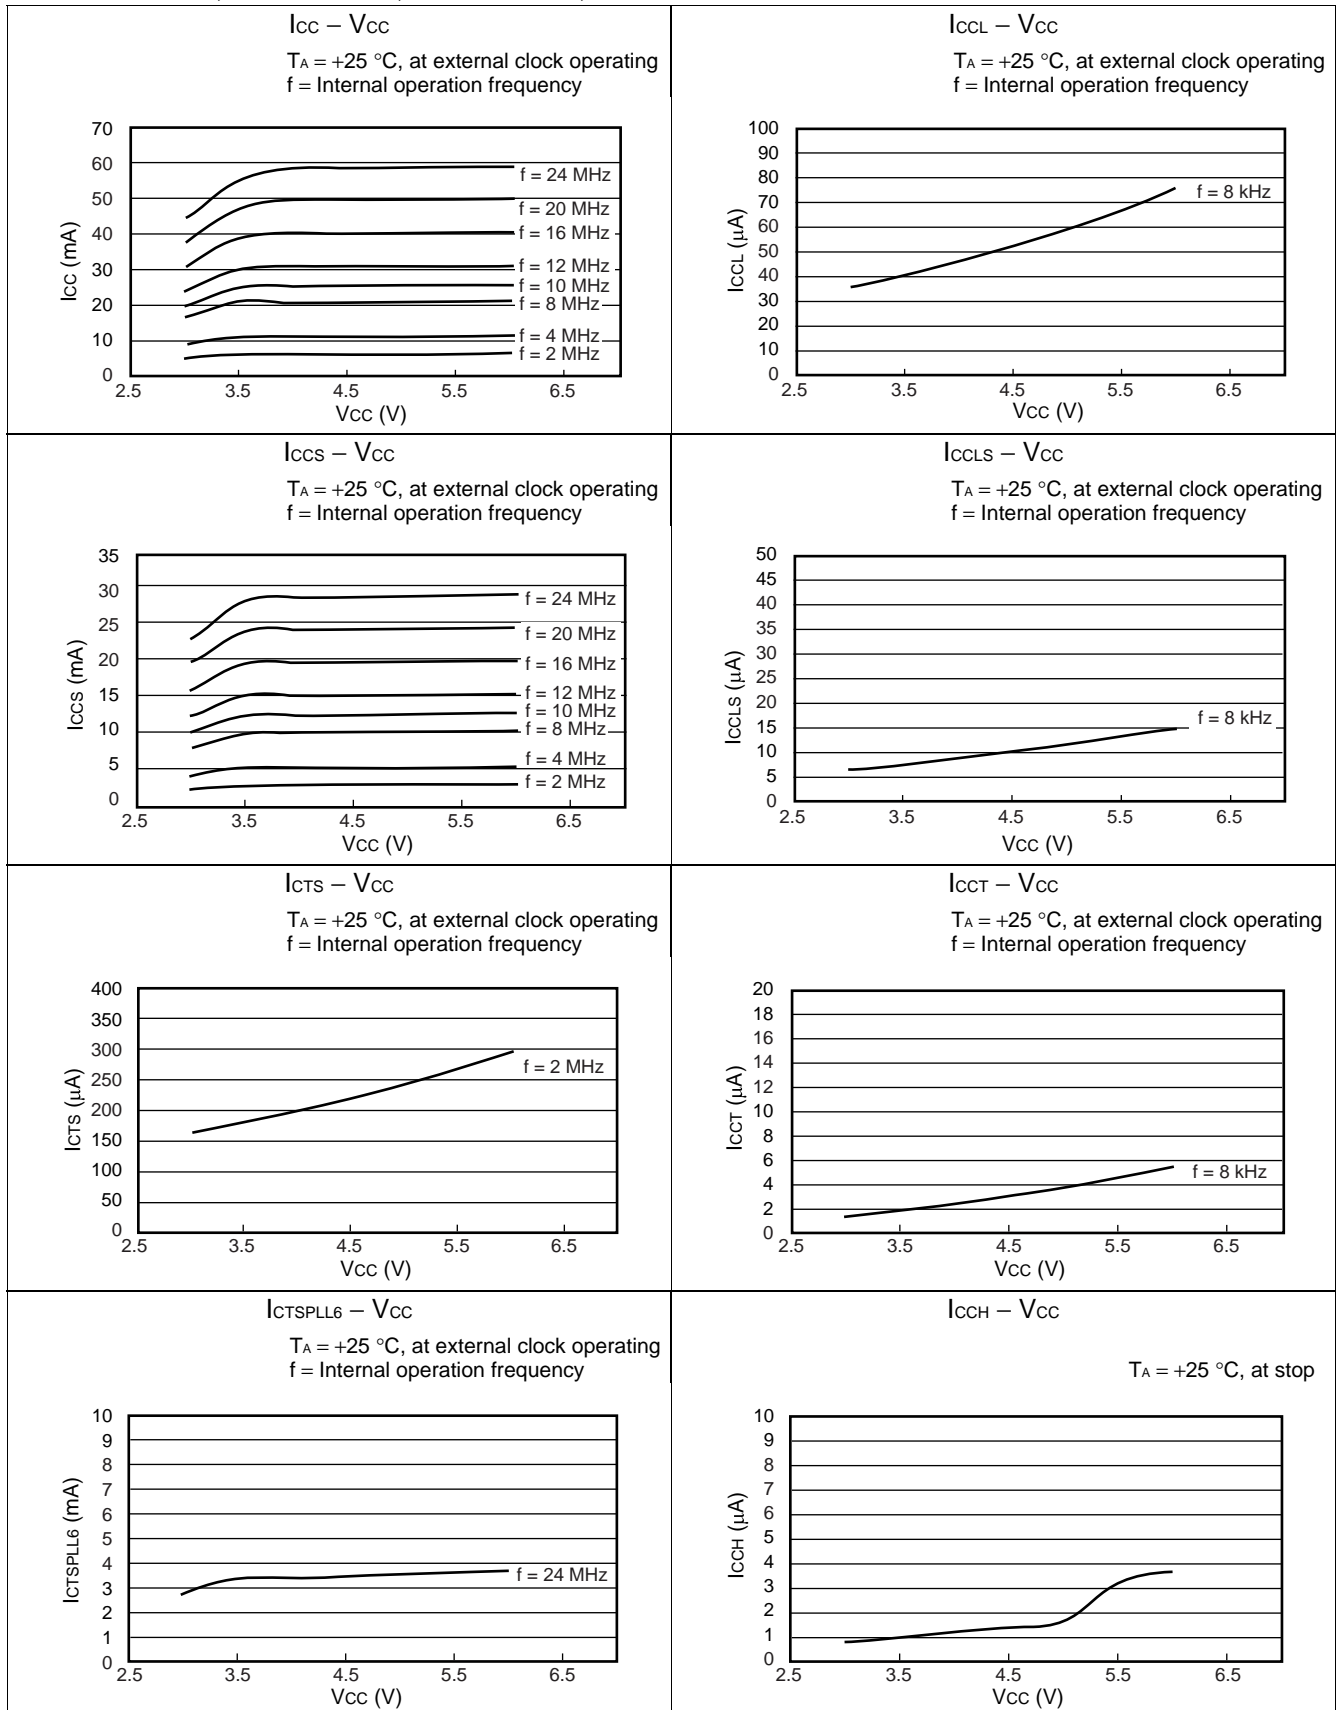 ICC – VCC
TA = +25 °C, at external clock operating
f = Internal operation frequency
70
60
50
40
30
20
10
0
ICC (mA)
f = 24 MHz
f = 20 MHz
f = 16 MHz
f = 12 MHz
f = 10 MHz
f = 8 MHz
f = 4 MHz
f = 2 MHz
2.5 3.5 4.5 5.5 6.5
VCC (V)
ICCL – VCC
TA = +25 °C, at external clock operating
f = Internal operation frequency
100
90
80
70
60
50
40
30
20
10
0
ICCL (μA)
f = 8 kHz
2.5 3.5 4.5 5.5 6.5
VCC (V)
ICCS – VCC
TA = +25 °C, at external clock operating
f = Internal operation frequency
35
30
25
20
15
10
5
0
ICCS (mA)
f = 24 MHz
f = 20 MHz
f = 16 MHz
f = 12 MHz
f = 10 MHz
f = 8 MHz
f = 4 MHz
f = 2 MHz
2.5 3.5 4.5 5.5 6.5
VCC (V)
ICCLS – VCC
TA = +25 °C, at external clock operating
f = Internal operation frequency
50
45
40
35
30
25
20
15
10
5
0
ICCLS (μA)
f = 8 kHz
2.5 3.5 4.5 5.5 6.5
VCC (V)
ICTS – VCC
TA = +25 °C, at external clock operating
f = Internal operation frequency
400
350
300
250
200
150
100
50
0
ICTS (μA)
f = 2 MHz
2.5 3.5 4.5 5.5 6.5
VCC (V)
ICCT – VCC
TA = +25 °C, at external clock operating
f = Internal operation frequency
20
18
16
14
12
10
8
6
4
2
0
ICCT (μA)
f = 8 kHz
2.5 3.5 4.5 5.5 6.5
VCC (V)
ICTSPLL6 – VCC
TA = +25 °C, at external clock operating
f = Internal operation frequency
10
9
8
7
6
5
4
3
2
1
0
ICTSPLL6 (mA)
f = 24 MHz
2.5 3.5 4.5 5.5 6.5
VCC (V)
ICCH – VCC
TA = +25 °C, at stop
10
9
8
7
6
5
4
3
2
1
0
ICCH (μA)
2.5 3.5 4.5 5.5 6.5
VCC (V)